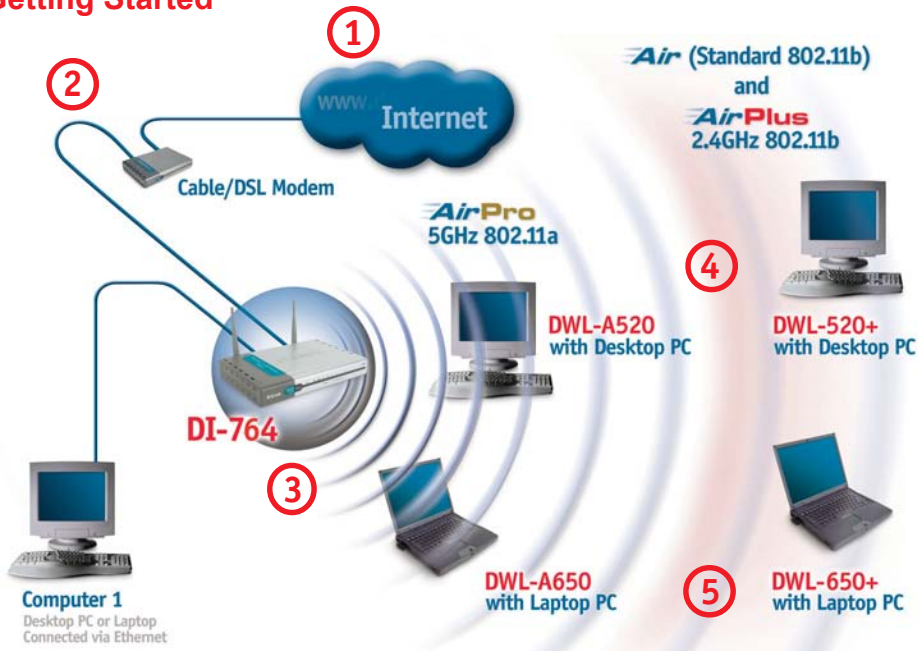 Getting Started
1
2
www.
Internet
Cable/DSL Modem
Air (Standard 802.11b)
and
AirPlus
2.4GHz 802.11b
AirPro
5GHz 802.11a
4
DWL-A520
with Desktop PC
DWL-520+
with Desktop PC
DI-764
3
DWL-A650
with Laptop PC
5
DWL-650+
with Laptop PC
Computer 1
Desktop PC or Laptop
Connected via Ethernet